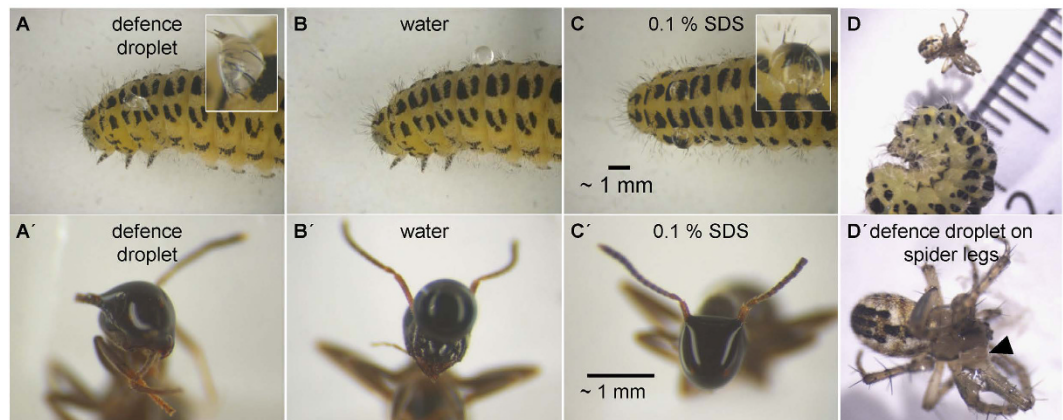 A
defence
droplet
B
water
C
0.1 % SDS
~ 1 mm
D
A´
defence
droplet
B´
water
C´
0.1 % SDS
~ 1 mm
D´ defence droplet on
spider legs